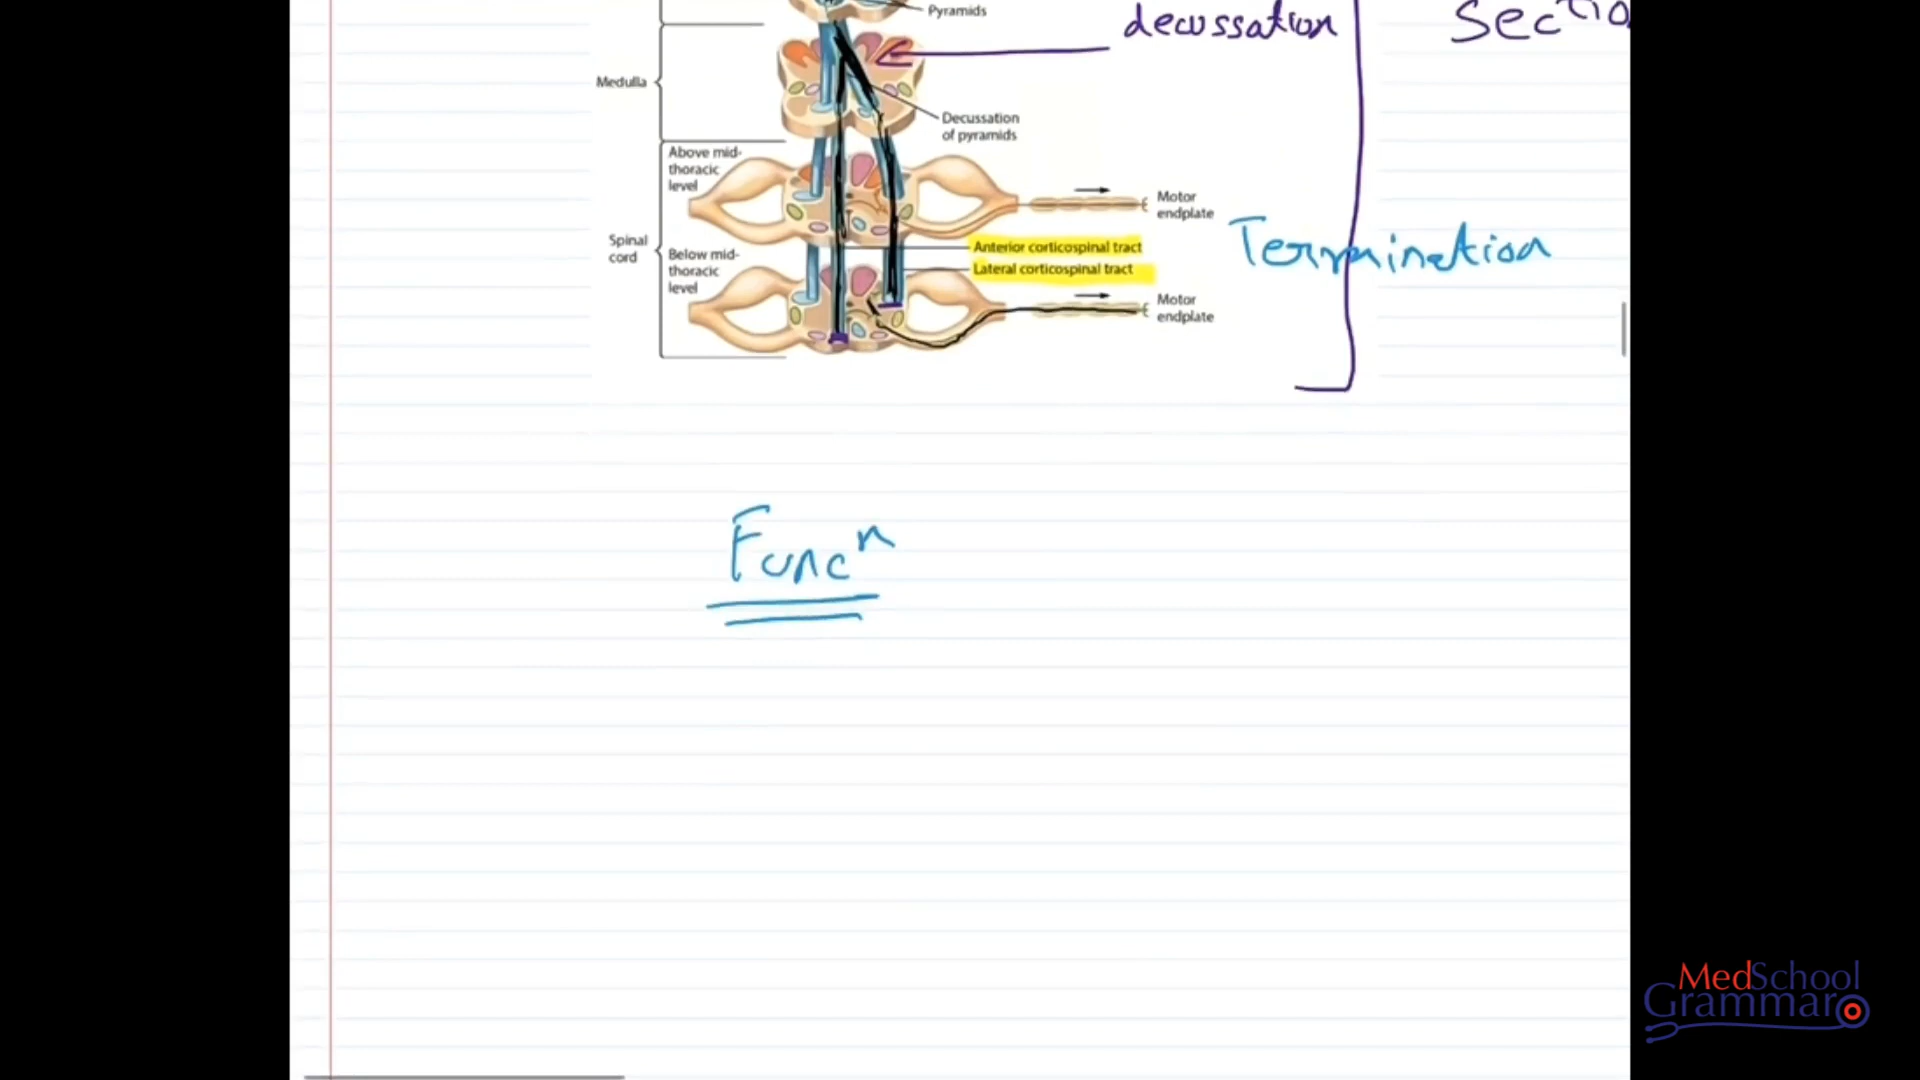 Pyramids
decussation
Medulla
Decussation
of pyramids
Above mid-
thoracic
level
Motor
endplate
Spinal
cord
Anterior corticospinal tract
Lateral corticospinal tract
Termination
Below mid-
thoracic
level
Motor
endplate
Funcⁿ
MedSchool
Grammar